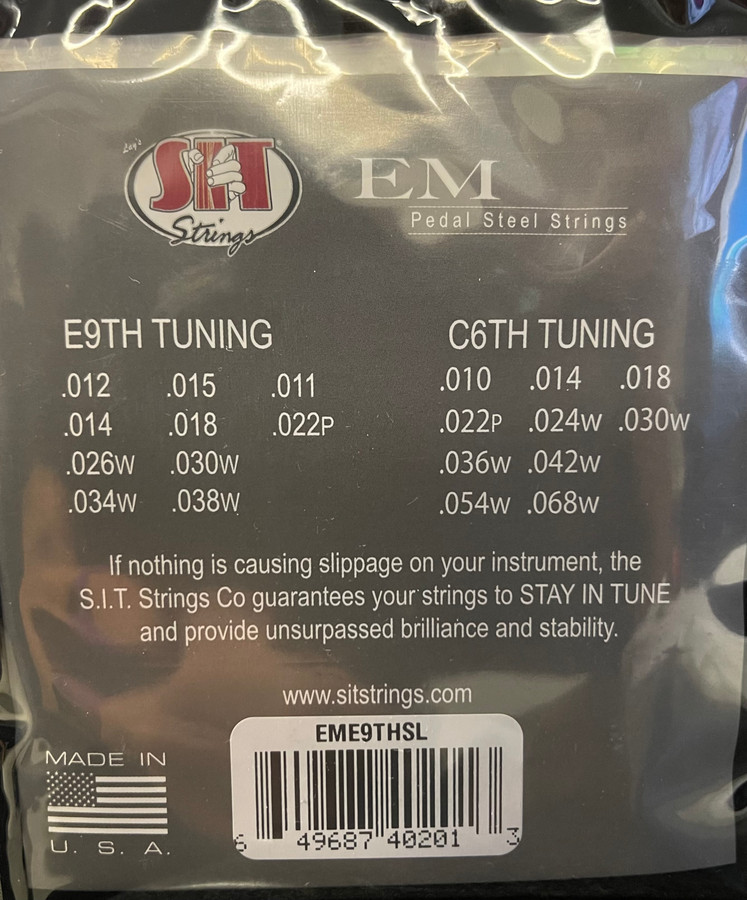 Lay's
SIT
Strings
EM
Pedal Steel Strings
E9TH TUNING
.012 .015 .011
.014 .018 .022P
.026W .030W
.034W .038W
C6TH TUNING
.010 .014 .018
.022P .024W .030W
.036W .042W
.054W .068W
If nothing is causing slippage on your instrument, the
S.I.T. Strings Co guarantees your strings to STAY IN TUNE
and provide unsurpassed brilliance and stability.
www.sitstrings.com
EME9THSL
6 49687 40201 3
MADE IN
U. S. A.